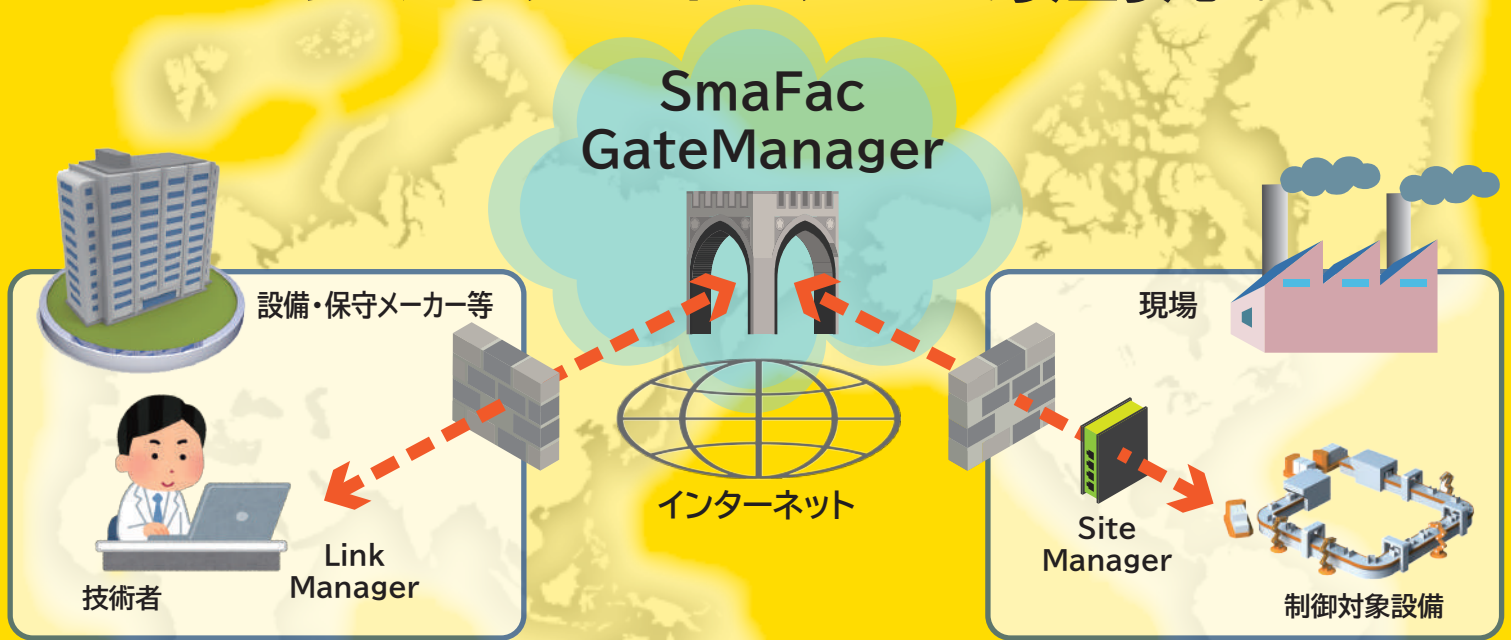 SmaFac
GateManager
設備・保守メーカー等
現場
インターネット
Link
Manager
技術者
Site
Manager
制御対象設備